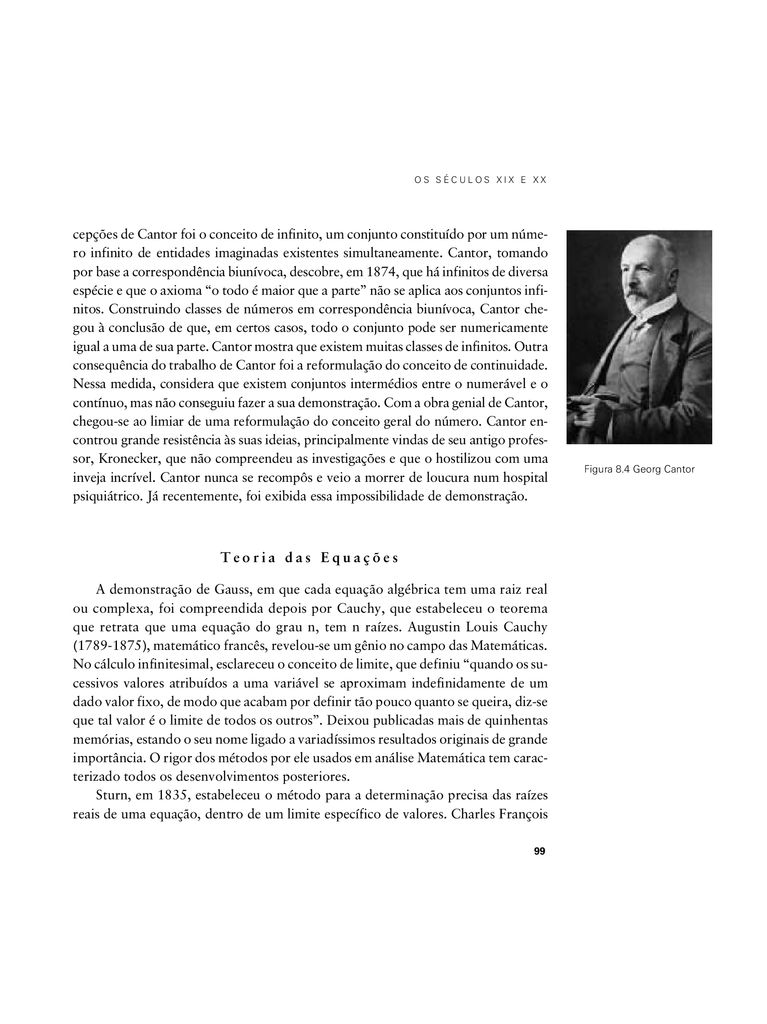 OS SÉCULOS XIX E XX
cepções de Cantor foi o conceito de infinito, um conjunto constituído por um núme-
ro infinito de entidades imaginadas existentes simultaneamente. Cantor, tomando
por base a correspondência biunívoca, descobre, em 1874, que há infinitos de diversa
espécie e que o axioma “o todo é maior que a parte” não se aplica aos conjuntos infi-
nitos. Construindo classes de números em correspondência biunívoca, Cantor che-
gou à conclusão de que, em certos casos, todo o conjunto pode ser numericamente
igual a uma de sua parte. Cantor mostra que existem muitas classes de infinitos. Outra
consequência do trabalho de Cantor foi a reformulação do conceito de continuidade.
Nessa medida, considera que existem conjuntos intermédios entre o numerável e o
contínuo, mas não conseguiu fazer a sua demonstração. Com a obra genial de Cantor,
chegou-se ao limiar de uma reformulação do conceito geral do número. Cantor en-
controu grande resistência às suas ideias, principalmente vindas de seu antigo profes-
sor, Kronecker, que não compreendeu as investigações e que o hostilizou com uma
inveja incrível. Cantor nunca se recompôs e veio a morrer de loucura num hospital
psiquiátrico. Já recentemente, foi exibida essa impossibilidade de demonstração.
Figura 8.4 Georg Cantor
Teoria das Equações
A demonstração de Gauss, em que cada equação algébrica tem uma raiz real
ou complexa, foi compreendida depois por Cauchy, que estabeleceu o teorema
que retrata que uma equação do grau n, tem n raízes. Augustin Louis Cauchy
(1789-1875), matemático francês, revelou-se um gênio no campo das Matemáticas.
No cálculo infinitesimal, esclareceu o conceito de limite, que definiu “quando os su-
cessivos valores atribuídos a uma variável se aproximam indefinidamente de um
dado valor fixo, de modo que acabam por definir tão pouco quanto se queira, diz-se
que tal valor é o limite de todos os outros”. Deixou publicadas mais de quinhentas
memórias, estando o seu nome ligado a variadíssimos resultados originais de grande
importância. O rigor dos métodos por ele usados em análise Matemática tem carac-
terizado todos os desenvolvimentos posteriores.
Sturn, em 1835, estabeleceu o método para a determinação precisa das raízes
reais de uma equação, dentro de um limite específico de valores. Charles François
99